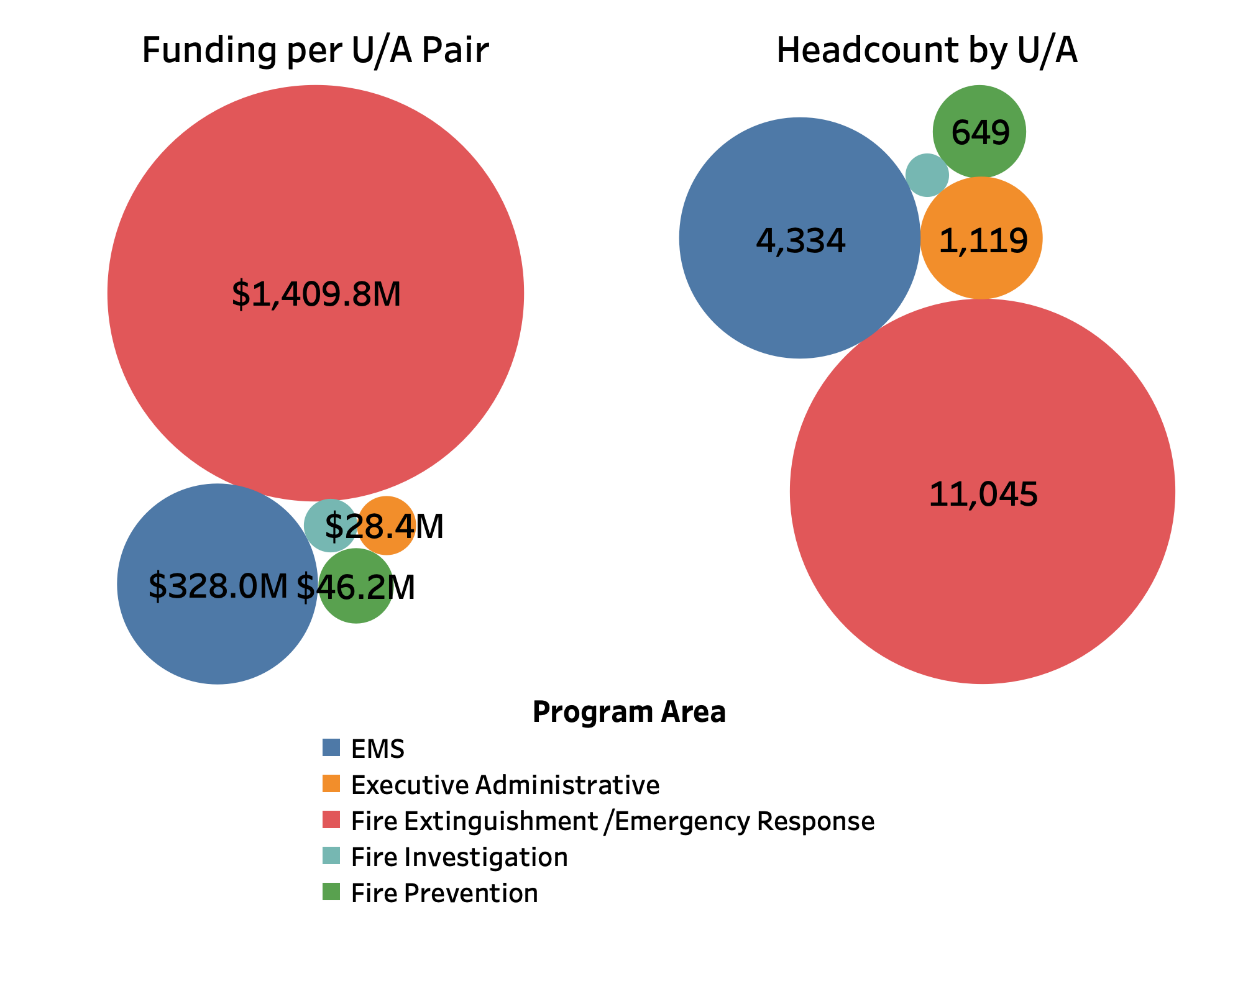 Funding per U/A Pair
Headcount by U/A
$1,409.8M
$28.4M
$328.0M
$46.2M
649
4,334
1,119
11,045
Program Area
EMS
Executive Administrative
Fire Extinguishment /Emergency Response
Fire Investigation
Fire Prevention